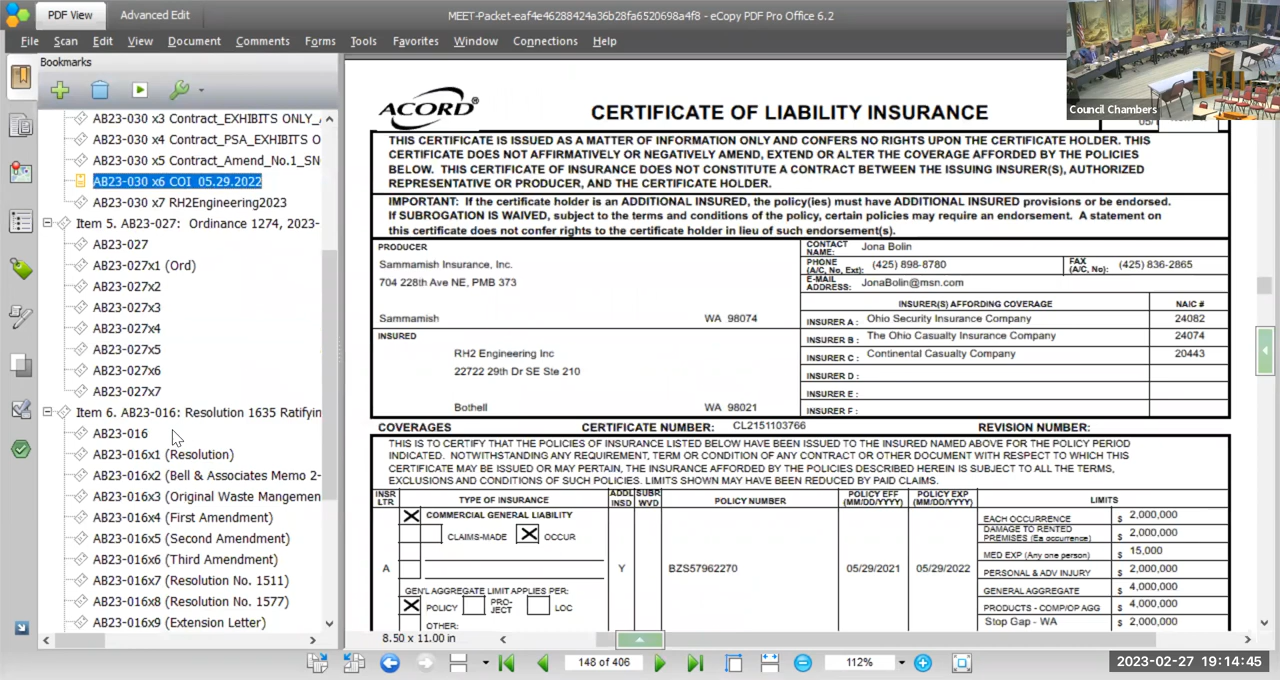 PDF View
Advanced Edit
MEET-Packet-eaf4e46288424a36b28fa6520698a4f8 - eCopy PDF Pro Office 6.2
File Scan Edit View Document Comments Forms Tools Favorites Window Connections Help
Council Chambers
Bookmarks
AB23-030 x3 Contract_EXHIBITS ONLY_
AB23-030 x4 Contract_PSA_EXHIBITS O
AB23-030 x5 Contract_Amend_No.1_SN
AB23-030 x6 COI 05.29.2022
AB23-030 x7 RH2Engineering2023
Item 5. AB23-027: Ordinance 1274, 2023-
AB23-027
AB23-027x1 (Ord)
AB23-027x2
AB23-027x3
AB23-027x4
AB23-027x5
AB23-027x6
AB23-027x7
Item 6. AB23-016: Resolution 1635 Ratifyin
AB23-016
AB23-016x1 (Resolution)
AB23-016x2 (Bell & Associates Memo 2-
AB23-016x3 (Original Waste Mangemen
AB23-016x4 (First Amendment)
AB23-016x5 (Second Amendment)
AB23-016x6 (Third Amendment)
AB23-016x7 (Resolution No. 1511)
AB23-016x8 (Resolution No. 1577)
AB23-016x9 (Extension Letter)
ACORD®
CERTIFICATE OF LIABILITY INSURANCE
THIS CERTIFICATE IS ISSUED AS A MATTER OF INFORMATION ONLY AND CONFERS NO RIGHTS UPON THE CERTIFICATE HOLDER. THIS
CERTIFICATE DOES NOT AFFIRMATIVELY OR NEGATIVELY AMEND, EXTEND OR ALTER THE COVERAGE AFFORDED BY THE POLICIES
BELOW. THIS CERTIFICATE OF INSURANCE DOES NOT CONSTITUTE A CONTRACT BETWEEN THE ISSUING INSURER(S), AUTHORIZED
REPRESENTATIVE OR PRODUCER, AND THE CERTIFICATE HOLDER.
IMPORTANT: If the certificate holder is an ADDITIONAL INSURED, the policy(ies) must have ADDITIONAL INSURED provisions or be endorsed.
If SUBROGATION IS WAIVED, subject to the terms and conditions of the policy, certain policies may require an endorsement. A statement on
this certificate does not confer rights to the certificate holder in lieu of such endorsement(s).
PRODUCER
Sammamish Insurance, Inc.
704 228th Ave NE, PMB 373
Sammamish WA 98074
CONTACT NAME: Jona Bolin
PHONE (A/C, No, Ext): (425) 898-8780 FAX (A/C, No): (425) 836-2865
E-MAIL ADDRESS: JonaBolin@msn.com
INSURER(S) AFFORDING COVERAGE NAIC #
INSURER A : Ohio Security Insurance Company 24082
INSURED
RH2 Engineering Inc
22722 29th Dr SE Ste 210
Bothell WA 98021
INSURER B : The Ohio Casualty Insurance Company 24074
INSURER C : Continental Casualty Company 20443
INSURER D :
INSURER E :
INSURER F :
COVERAGES CERTIFICATE NUMBER: CL2151103766 REVISION NUMBER:
THIS IS TO CERTIFY THAT THE POLICIES OF INSURANCE LISTED BELOW HAVE BEEN ISSUED TO THE INSURED NAMED ABOVE FOR THE POLICY PERIOD
INDICATED. NOTWITHSTANDING ANY REQUIREMENT, TERM OR CONDITION OF ANY CONTRACT OR OTHER DOCUMENT WITH RESPECT TO WHICH THIS
CERTIFICATE MAY BE ISSUED OR MAY PERTAIN, THE INSURANCE AFFORDED BY THE POLICIES DESCRIBED HEREIN IS SUBJECT TO ALL THE TERMS,
EXCLUSIONS AND CONDITIONS OF SUCH POLICIES. LIMITS SHOWN MAY HAVE BEEN REDUCED BY PAID CLAIMS.
INSR LTR TYPE OF INSURANCE ADDL INSD SUBR WVD POLICY NUMBER POLICY EFF (MM/DD/YYYY) POLICY EXP (MM/DD/YYYY) LIMITS
X COMMERCIAL GENERAL LIABILITY
CLAIMS-MADE X OCCUR
A Y BZS57962270 05/29/2021 05/29/2022
GEN'L AGGREGATE LIMIT APPLIES PER:
X POLICY PRO-JECT LOC
OTHER:
EACH OCCURRENCE $ 2,000,000
DAMAGE TO RENTED PREMISES (Ea occurrence) $ 2,000,000
MED EXP (Any one person) $ 15,000
PERSONAL & ADV INJURY $ 2,000,000
GENERAL AGGREGATE $ 4,000,000
PRODUCTS - COMP/OP AGG $ 4,000,000
Stop Gap - WA $ 2,000,000
8.50 x 11.00 in
148 of 406
112%
2023-02-27 19:14:45